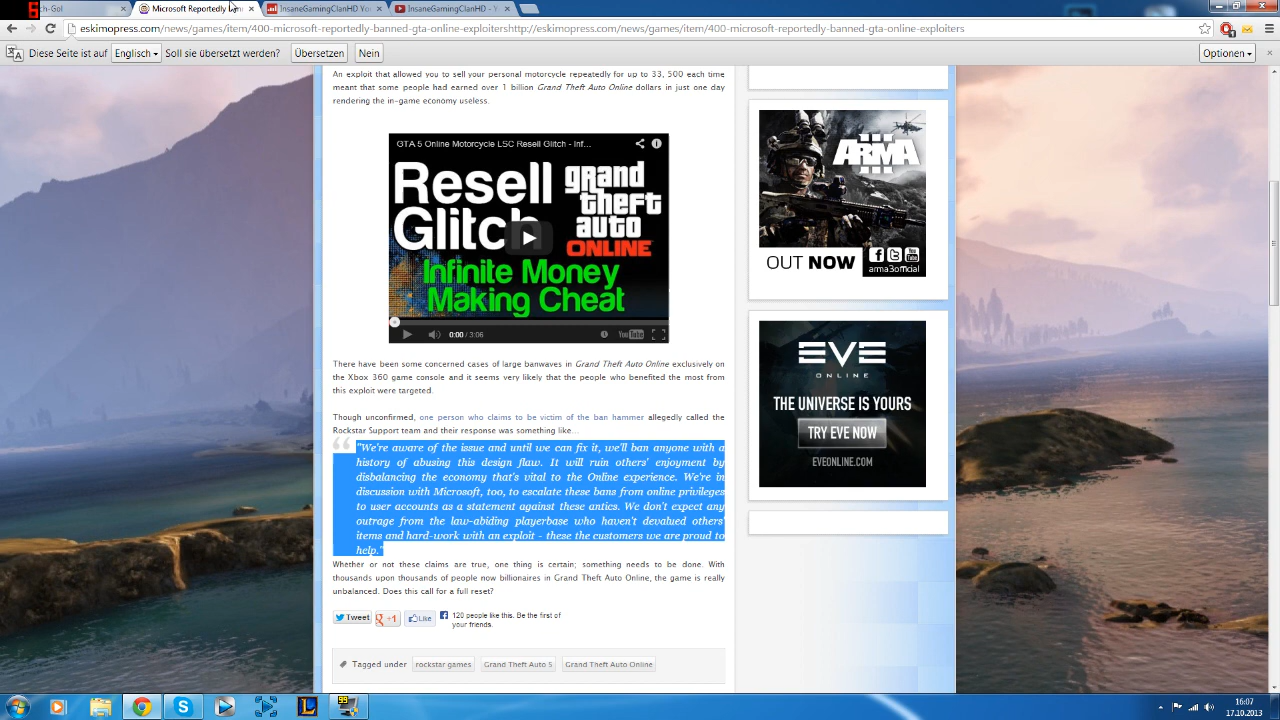 ch-Go!
Microsoft Reportedly
InsaneGamingClanHD - You
InsaneGamingClanHD - Y
eskimopress.com/news/games/item/400-microsoft-reportedly-banned-gta-online-exploitershttp://eskimopress.com/news/games/item/400-microsoft-reportedly-banned-gta-online-exploiters
Diese Seite ist auf Englisch Soll sie übersetzt werden? Übersetzen Nein Optionen
An exploit that allowed you to sell your personal motorcycle repeatedly for up to 33, 500 each time
meant that some people had earned over 1 billion Grand Theft Auto Online dollars in just one day
rendering the in-game economy useless.
GTA 5 Online Motorcycle LSC Resell Glitch - Inf...
Resell
Glitch
grand
theft
auto
ONLINE
Infinite Money
Making Cheat
0:00 / 3:06
YouTube
There have been some concerned cases of large banwaves in Grand Theft Auto Online exclusively on
the Xbox 360 game console and it seems very likely that the people who benefited the most from
this exploit were targeted.
Though unconfirmed, one person who claims to be victim of the ban hammer allegedly called the
Rockstar Support team and their response was something like...
"We're aware of the issue and until we can fix it, we'll ban anyone with a
history of abusing this design flaw. It will ruin others' enjoyment by
disbalancing the economy that's vital to the Online experience. We're in
discussion with Microsoft, too, to escalate these bans from online privileges
to user accounts as a statement against these antics. We don't expect any
outrage from the law-abiding playerbase who haven't devalued others'
items and hard-work with an exploit - these the customers we are proud to
help."
Whether or not these claims are true, one thing is certain; something needs to be done. With
thousands upon thousands of people now billionaires in Grand Theft Auto Online, the game is really
unbalanced. Does this call for a full reset?
Tweet +1 Like 120 people like this. Be the first of
your friends.
Tagged under rockstar games Grand Theft Auto 5 Grand Theft Auto Online
ARMA
III
OUT NOW
arma3official
EVE
ONLINE
THE UNIVERSE IS YOURS
TRY EVE NOW
EVEONLINE.COM
16:07
17.10.2013